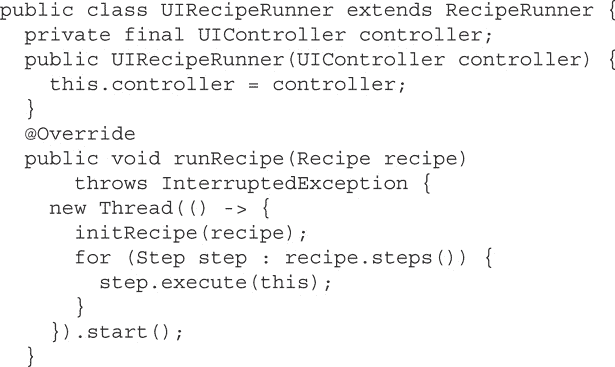 public class UIRecipeRunner extends RecipeRunner {
  private final UIController controller;
  public UIRecipeRunner(UIController controller) {
    this.controller = controller;
  }
  @Override
  public void runRecipe(Recipe recipe)
      throws InterruptedException {
    new Thread(() -> {
      initRecipe(recipe);
      for (Step step : recipe.steps()) {
        step.execute(this);
      }
    }).start();
  }